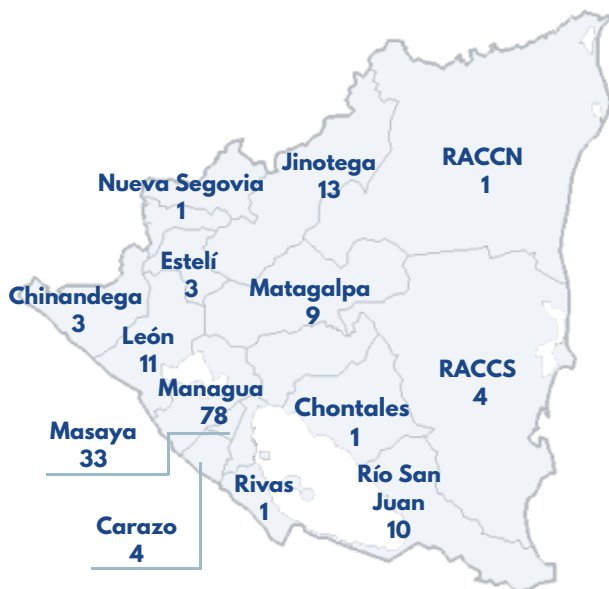 Jinotega
13
RACCN
1
Nueva Segovia
1
Estelí
3
Chinandega
3
Matagalpa
9
León
11
RACCS
4
Managua
78
Chontales
1
Masaya
33
Rivas
1
Río San
Juan
10
Carazo
4